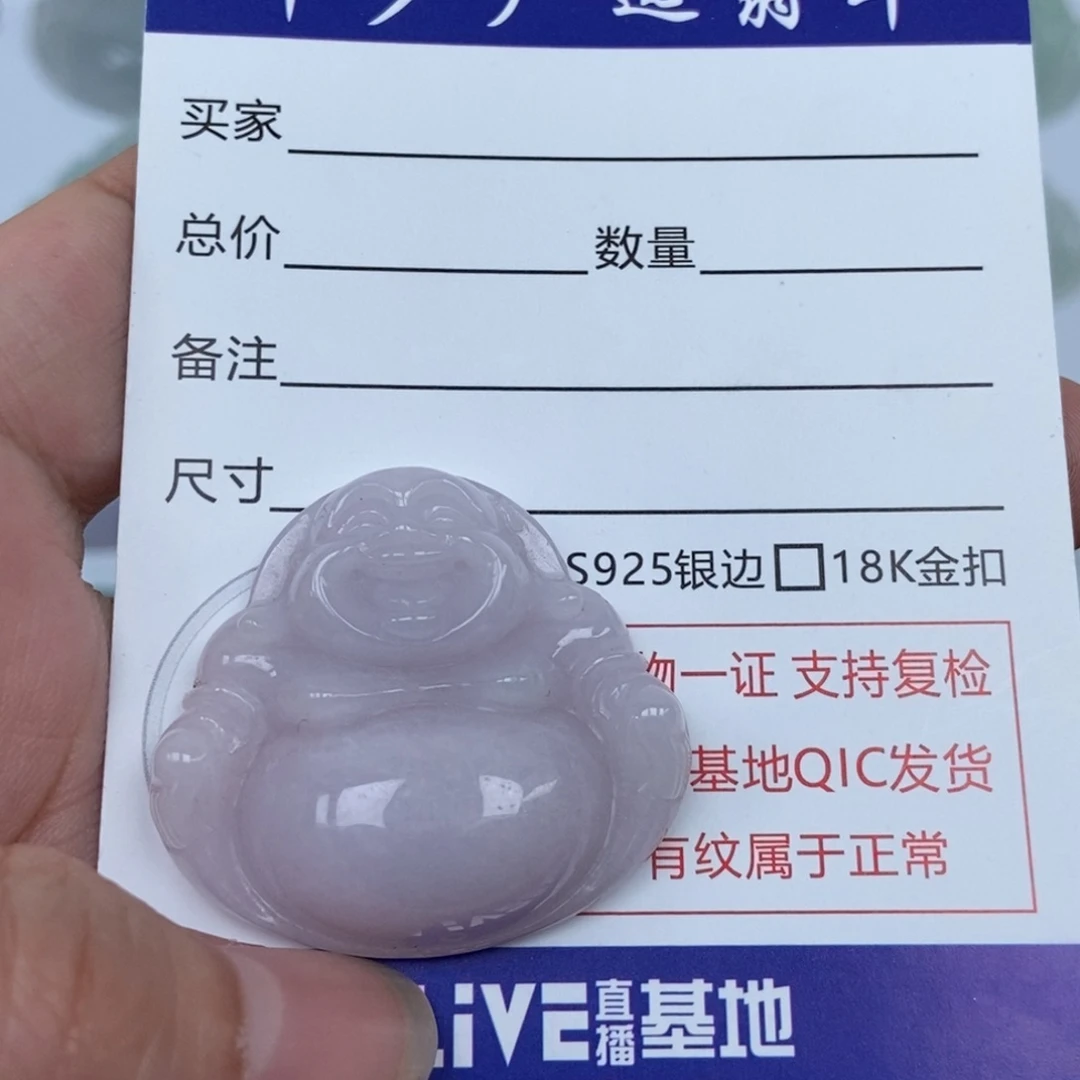 买家
总价 数量
备注
尺寸
S925银边 □18K金扣
物一证 支持复检
基地QIC发货
有纹属于正常
LiVE直播基地